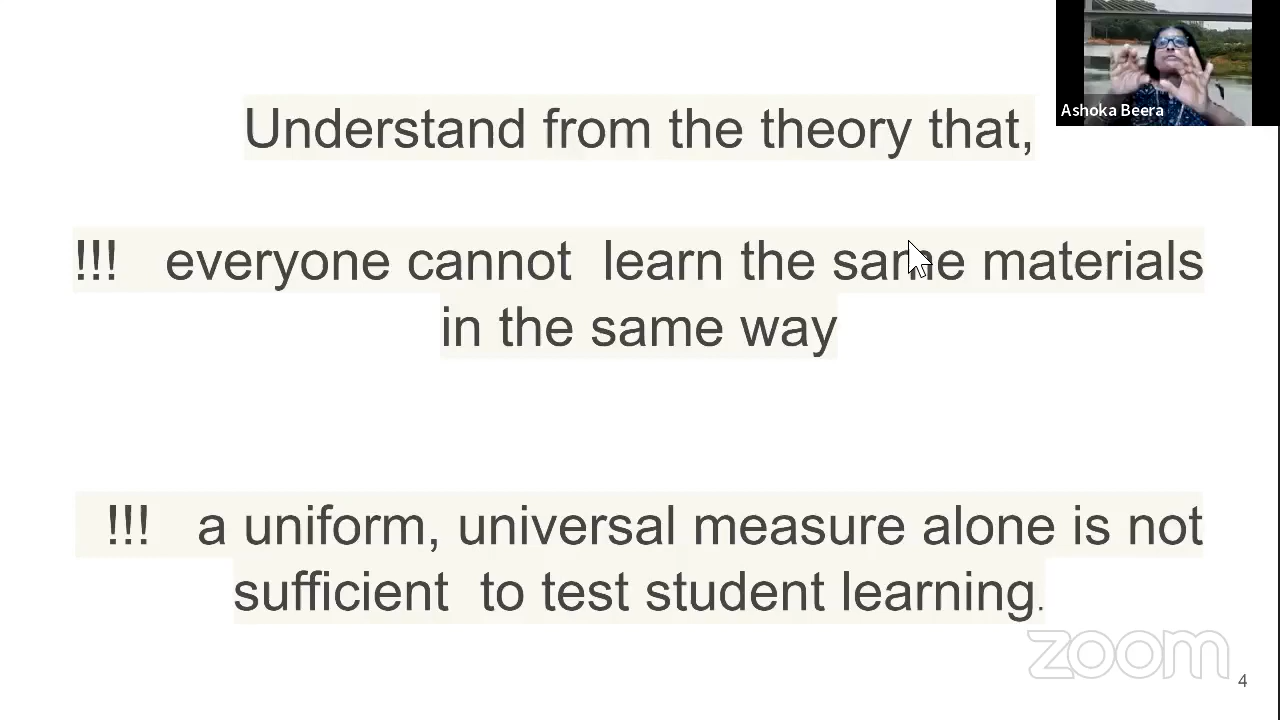 Ashoka Beera
Understand from the theory that,
!!! everyone cannot learn the same materials
in the same way
!!! a uniform, universal measure alone is not
sufficient to test student learning.
zoom
4